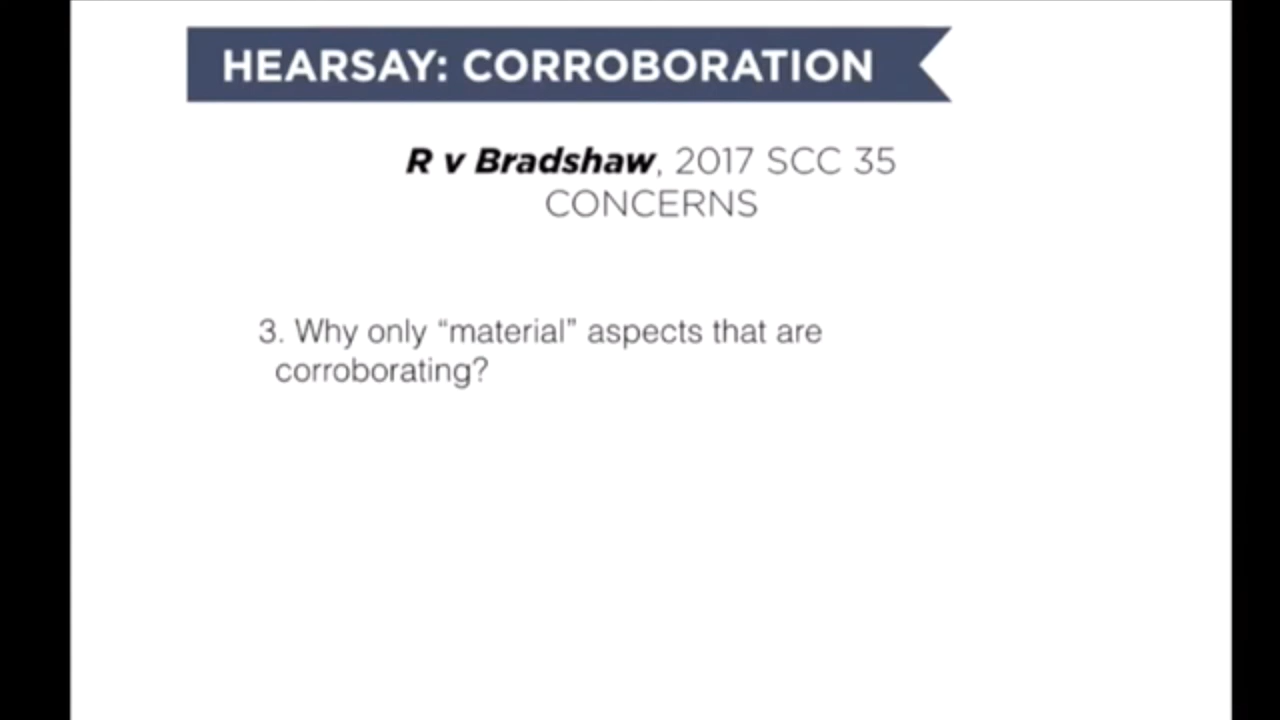 HEARSAY: CORROBORATION
R v Bradshaw, 2017 SCC 35
CONCERNS
3. Why only “material” aspects that are
corroborating?